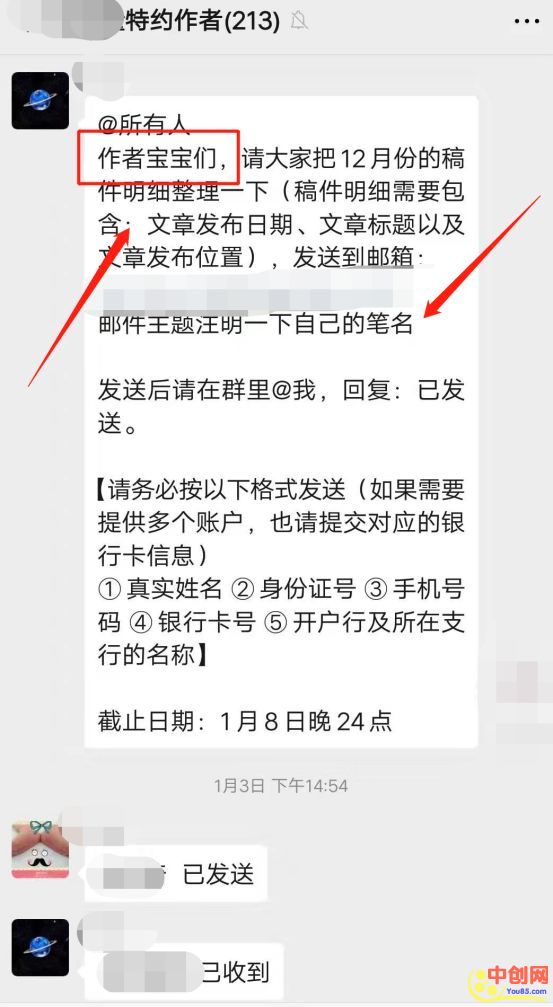 特约作者(213)
@所有人
作者宝宝们，请大家把12月份的稿
件明细整理一下（稿件明细需要包
含：文章发布日期、文章标题以及
文章发布位置），发送到邮箱：
邮件主题注明一下自己的笔名
发送后请在群里@我，回复：已发
送。
【请务必按以下格式发送（如果需要
提供多个账户，也请提交对应的银
行卡信息）
①真实姓名 ②身份证号 ③手机号
码 ④银行卡号 ⑤开户行及所在支
行的名称】
截止日期：1月8日晚24点
1月3日 下午14:54
已发送
已收到
中创网
You85.com